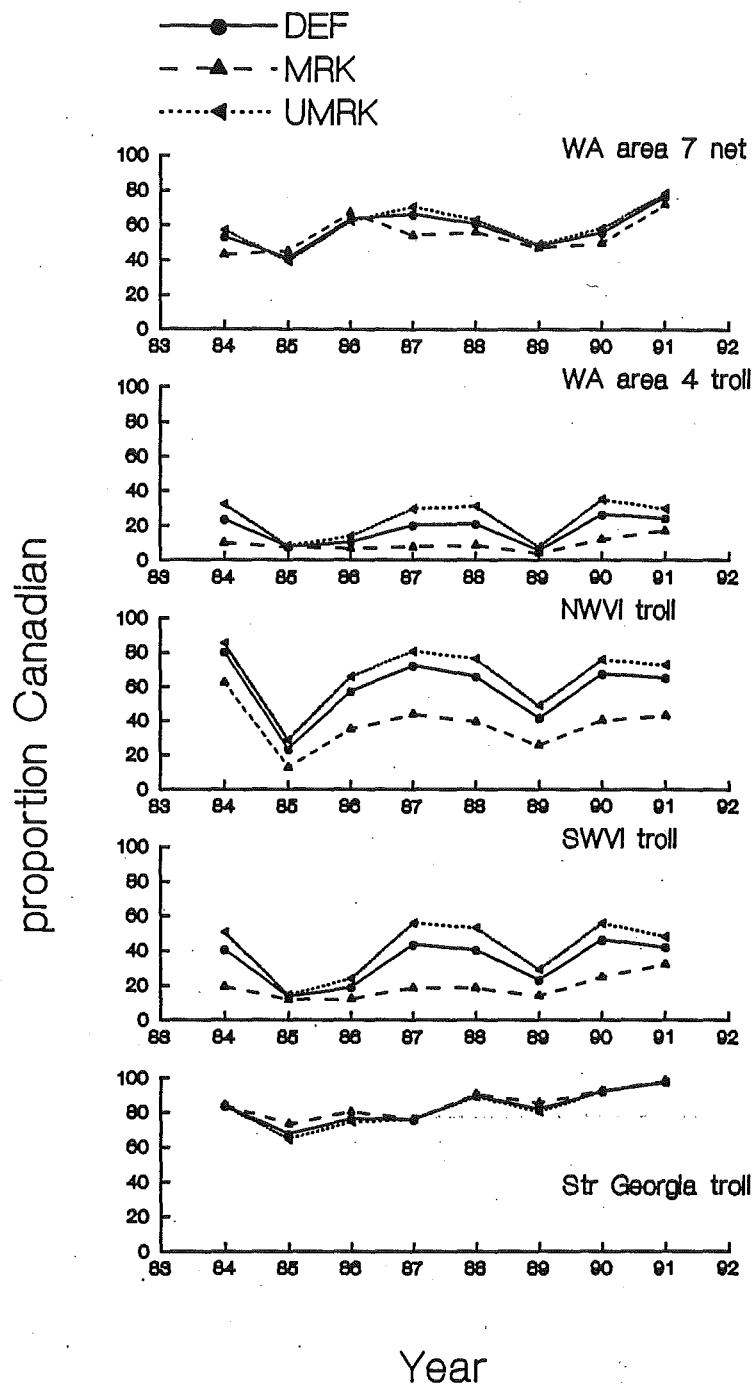 DEF
MRK
UMRK
WA area 7 net
100
80
60
40
20
0
83 84 85 86 87 88 89 90 91 92
WA area 4 troll
100
80
60
40
20
0
83 84 85 86 87 88 89 90 91 92
NWVI troll
100
80
60
40
20
0
83 84 85 86 87 88 89 90 91 92
SWVI troll
100
80
60
40
20
0
83 84 85 86 87 88 89 90 91 92
100
80
60
40
20
0
Str Georgia troll
83 84 85 86 87 88 89 90 91 92
proportion Canadian
Year